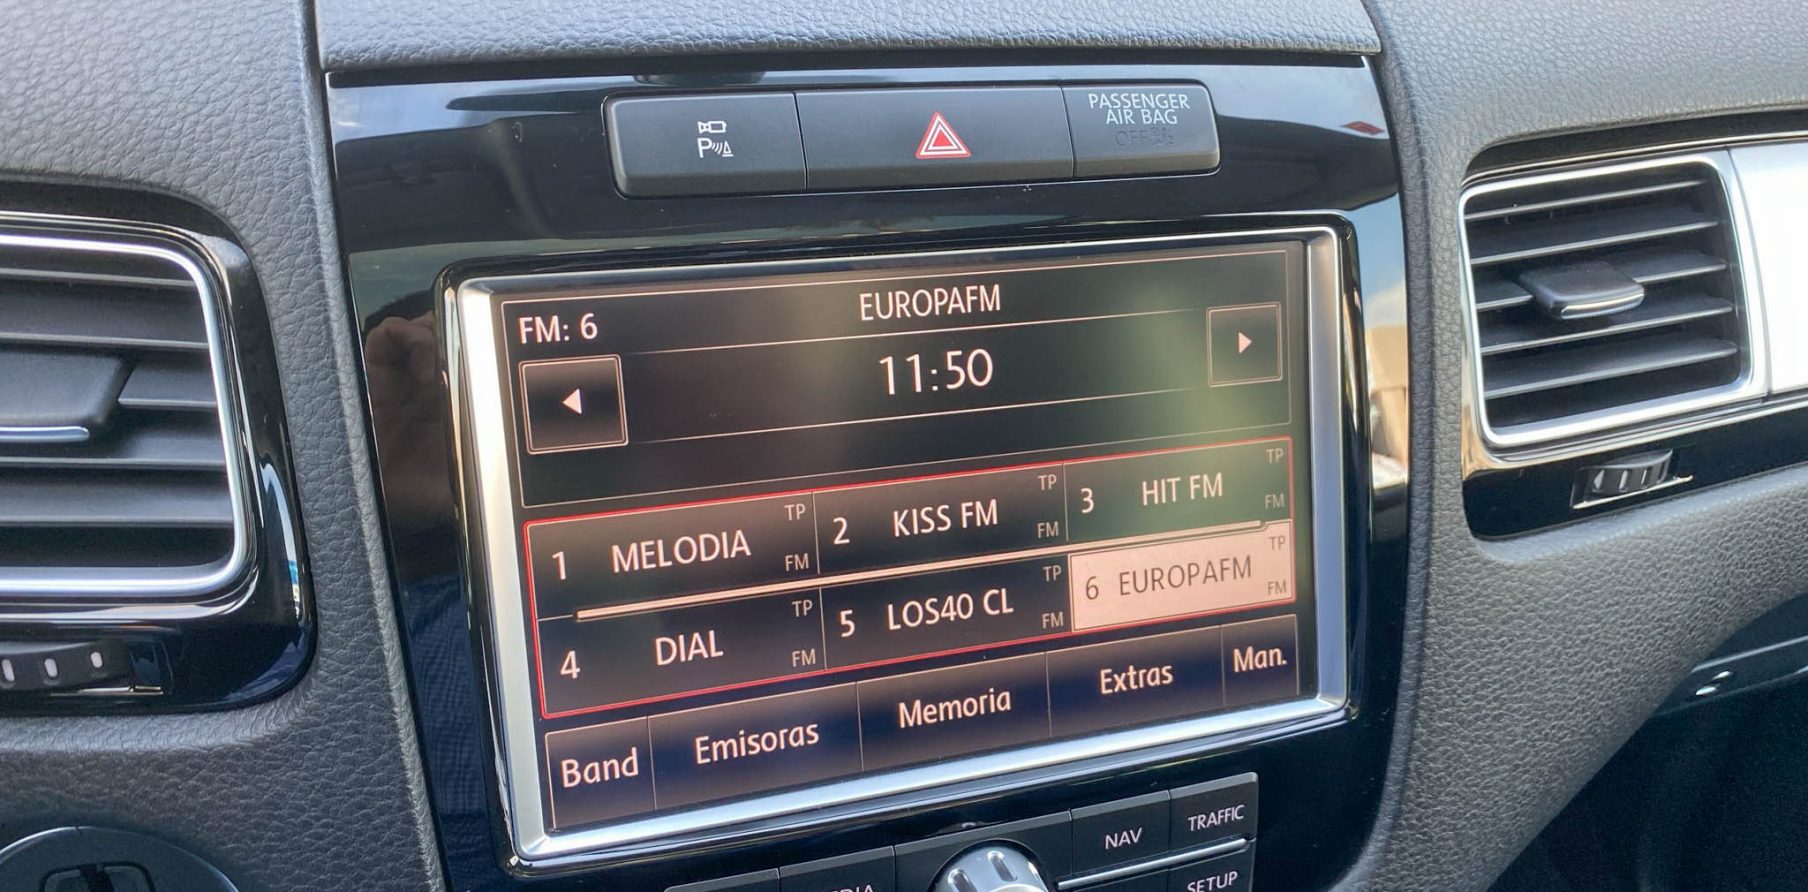 P
PASSENGER
AIR BAG
OFF
FM: 6
EUROPAFM
11:50
1 MELODIA TP FM
2 KISS FM TP FM
3 HIT FM TP FM
4 DIAL TP FM
5 LOS40 CL TP FM
6 EUROPAFM TP FM
Band Emisoras Memoria Extras Man.
NAV TRAFFIC
SETUP